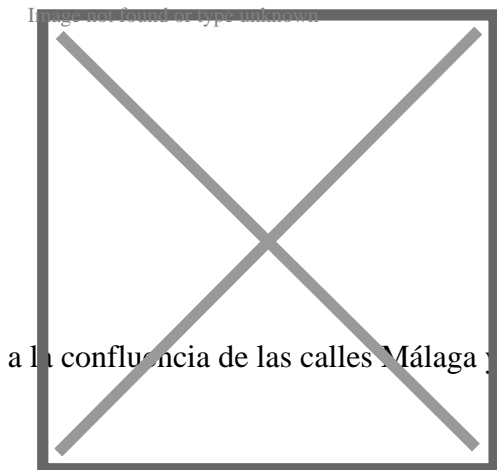 Image not found or type unknown
a la confluencia de las calles Málaga y